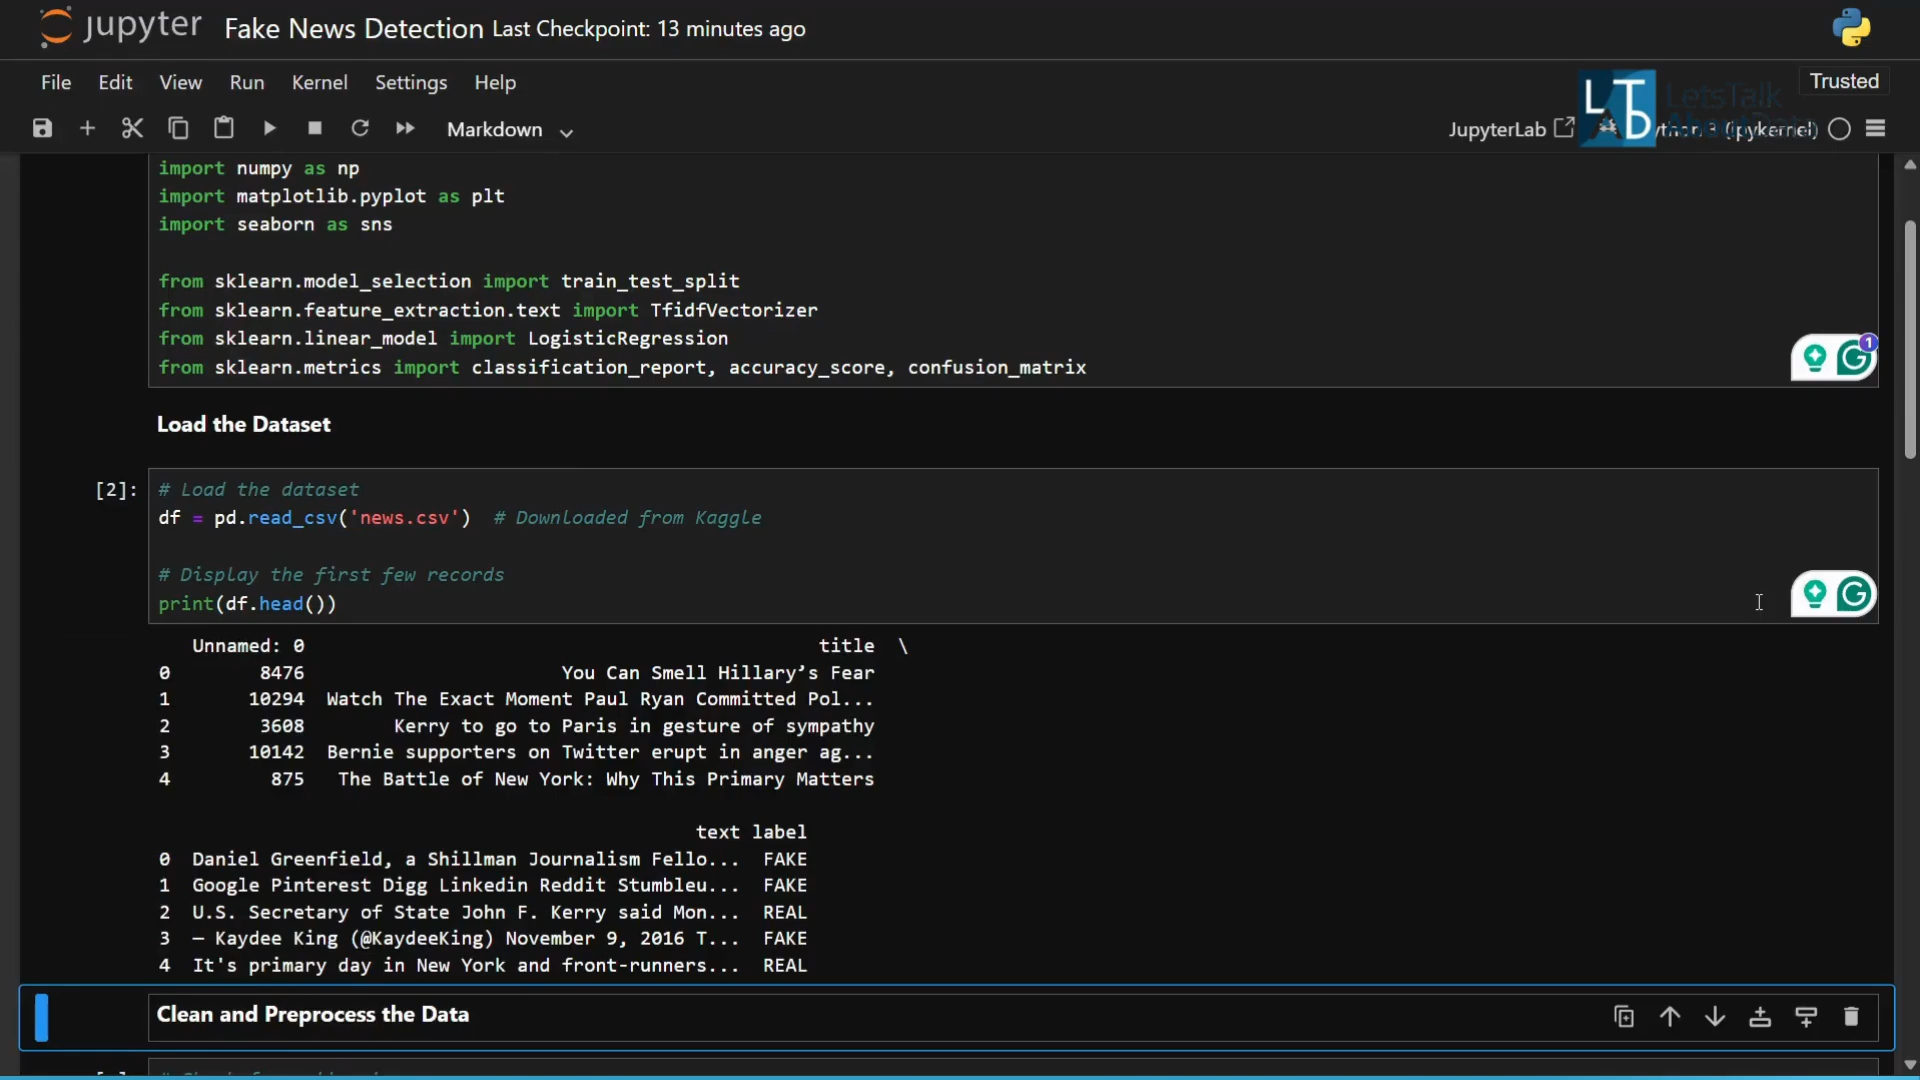 jupyter Fake News Detection Last Checkpoint: 13 minutes ago
File Edit View Run Kernel Settings Help
LT D LetsTalk AboutData
Trusted
Markdown
JupyterLab Python 3 (ipykernel)
import numpy as np
import matplotlib.pyplot as plt
import seaborn as sns
from sklearn.model_selection import train_test_split
from sklearn.feature_extraction.text import TfidfVectorizer
from sklearn.linear_model import LogisticRegression
from sklearn.metrics import classification_report, accuracy_score, confusion_matrix
1
Load the Dataset
[2]: # Load the dataset
df = pd.read_csv('news.csv')  # Downloaded from Kaggle
# Display the first few records
print(df.head())
Unnamed: 0 title \
0 8476 You Can Smell Hillary’s Fear
1 10294 Watch The Exact Moment Paul Ryan Committed Pol...
2 3608 Kerry to go to Paris in gesture of sympathy
3 10142 Bernie supporters on Twitter erupt in anger ag...
4 875 The Battle of New York: Why This Primary Matters
text label
0 Daniel Greenfield, a Shillman Journalism Fello... FAKE
1 Google Pinterest Digg Linkedin Reddit Stumbleu... FAKE
2 U.S. Secretary of State John F. Kerry said Mon... REAL
3 — Kaydee King (@KaydeeKing) November 9, 2016 T... FAKE
4 It's primary day in New York and front-runners... REAL
Clean and Preprocess the Data